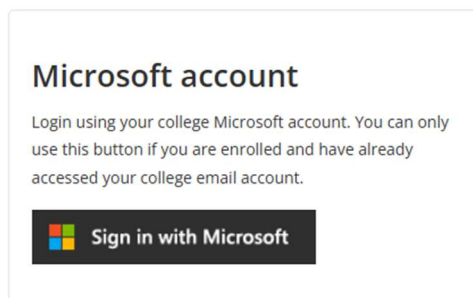 Microsoft account
Login using your college Microsoft account. You can only
use this button if you are enrolled and have already
accessed your college email account.
Sign in with Microsoft